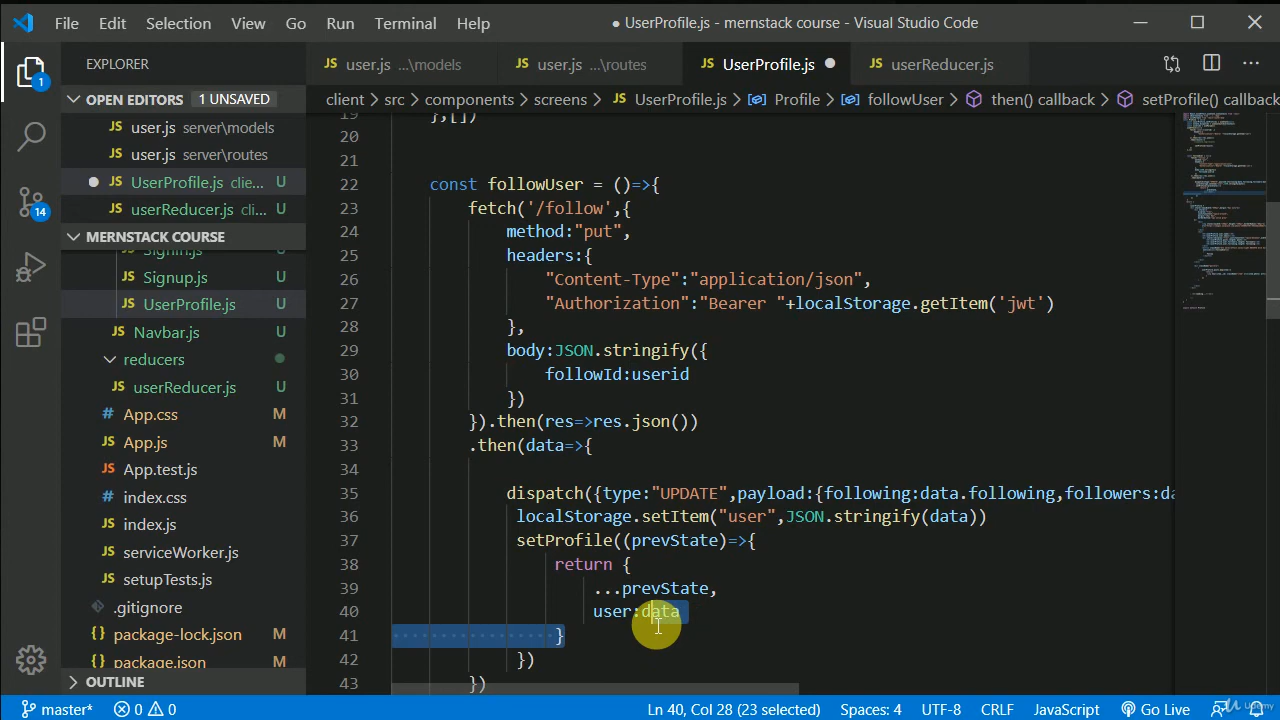 File Edit Selection View Go Run Terminal Help
● UserProfile.js - mernstack course - Visual Studio Code
EXPLORER
JS user.js ...\models
JS user.js ...\routes
JS UserProfile.js
JS userReducer.js
OPEN EDITORS 1 UNSAVED
client > src > components > screens > JS UserProfile.js > Profile > followUser > then() callback > setProfile() callback
JS user.js server\models
JS user.js server\routes
JS UserProfile.js clie... U
JS userReducer.js cli... U
MERNSTACK COURSE
JS Signin.js U
JS Signup.js U
JS UserProfile.js U
JS Navbar.js U
reducers
JS userReducer.js U
# App.css M
JS App.js M
JS App.test.js
# index.css
JS index.js
JS serviceWorker.js
JS setupTests.js
.gitignore
{} package-lock.json M
{} package.json M
OUTLINE
1
14
19 },[])
20
21
22 const followUser = ()=>{
23 fetch('/follow',{
24 method:"put",
25 headers:{
26 "Content-Type":"application/json",
27 "Authorization":"Bearer "+localStorage.getItem('jwt')
28 },
29 body:JSON.stringify({
30 followId:userid
31 })
32 }).then(res=>res.json())
33 .then(data=>{
34
35 dispatch({type:"UPDATE",payload:{following:data.following,followers:da
36 localStorage.setItem("user",JSON.stringify(data))
37 setProfile((prevState)=>{
38 return {
39 ...prevState,
40 user:data
41 }
42 })
43 })
master* 0 0 Ln 40, Col 28 (23 selected) Spaces: 4 UTF-8 CRLF JavaScript Go Live
Udemy